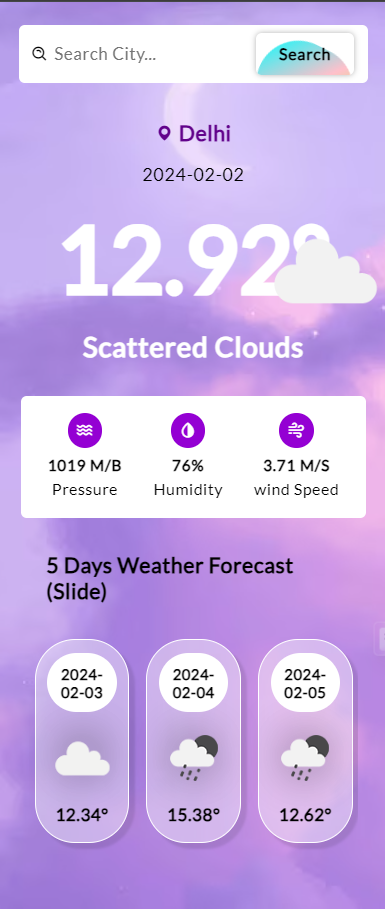 Search City...
Search
Delhi
2024-02-02
12.92°
Scattered Clouds
1019 M/B
76%
3.71 M/S
Pressure
Humidity
wind Speed
5 Days Weather Forecast
(Slide)
2024-
02-03
2024-
02-04
2024-
02-05
12.34°
15.38°
12.62°